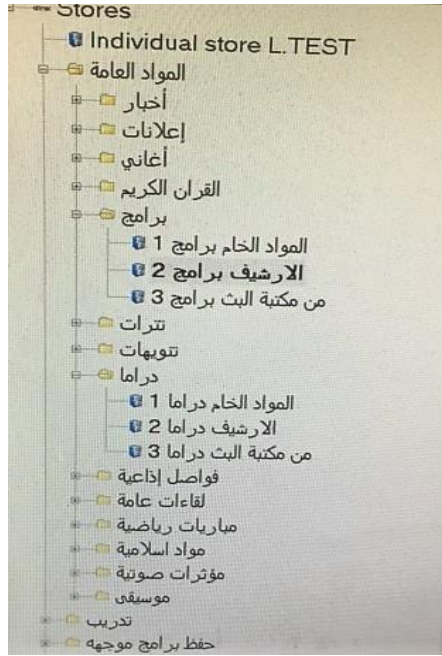 Stores
Individual store L.TEST
المواد العامة
أخبار
إعلانات
أغاني
القران الكريم
برامج
المواد الخام برامج 1
الارشيف برامج 2
من مكتبة البث برامج 3
تترات
تنويهات
دراما
المواد الخام دراما 1
الارشيف دراما 2
من مكتبة البث دراما 3
فواصل إذاعية
لقاءات عامة
مباريات رياضية
مواد اسلامية
مؤثرات صوتية
موسيقى
تدريب
حفظ برامج موجهه